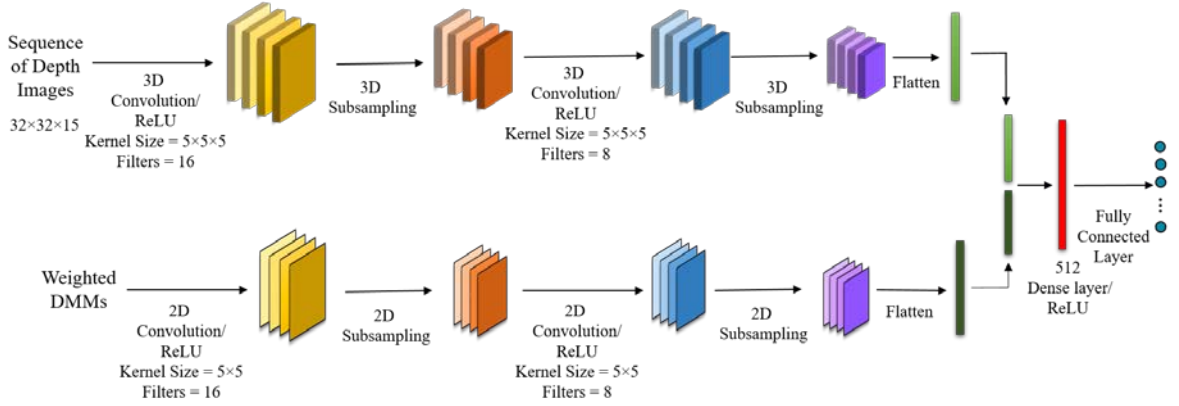 Sequence
of Depth
Images
32×32×15
3D
Convolution/
ReLU
Kernel Size = 5×5×5
Filters = 16
3D
Subsampling
3D
Convolution/
ReLU
Kernel Size = 5×5×5
Filters = 8
3D
Subsampling
Flatten
Weighted
DMMs
2D
Convolution/
ReLU
Kernel Size = 5×5
Filters = 16
2D
Subsampling
2D
Convolution/
ReLU
Kernel Size = 5×5
Filters = 8
2D
Subsampling
Flatten
512
Dense layer/
ReLU
Fully
Connected
Layer